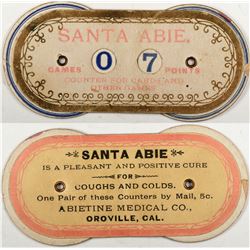 SANTA ABIE,
GAMES 0 7 POINTS
COUNTER FOR CARDS AND
OTHER GAMES
SANTA ABIE
IS A PLEASANT AND POSITIVE CURE
FOR
COUGHS AND COLDS.
One Pair of these Counters by Mail, 5c.
ABIETINE MEDICAL CO.,
OROVILLE, CAL.